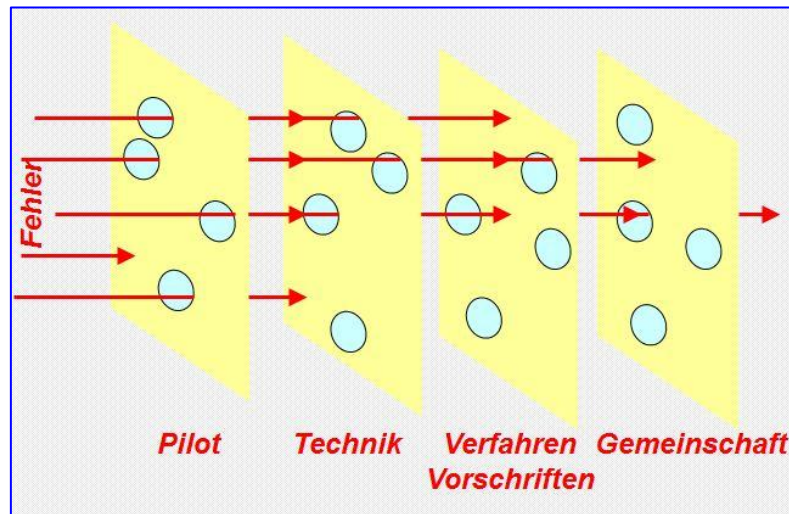 Fehler
Pilot
Technik
Verfahren
Vorschriften
Gemeinschaft